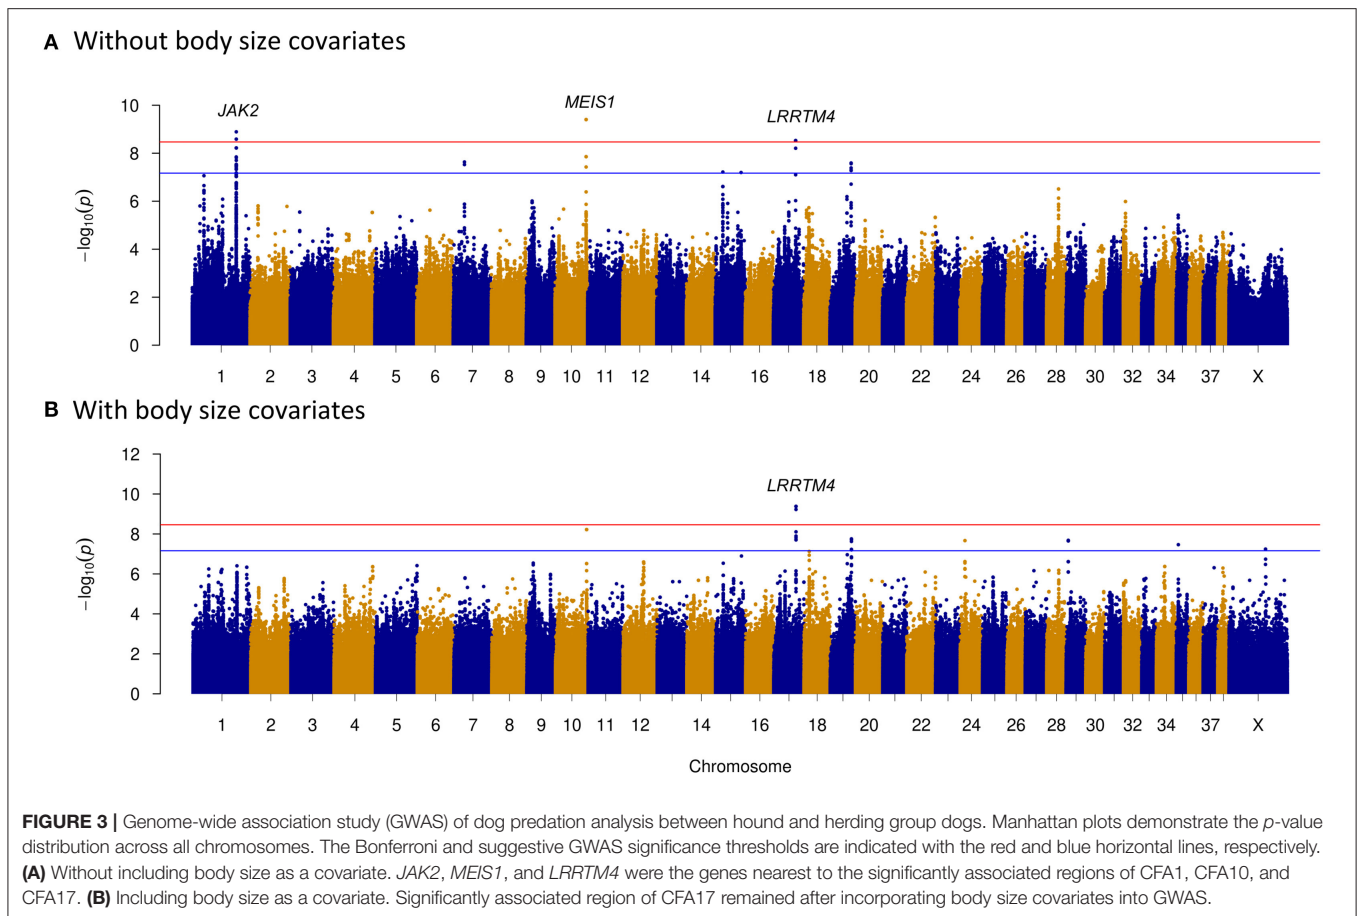 A Without body size covariates
JAK2
MEIS1
LRRTM4
10
8
6
4
2
0
−log10(p)
1 2 3 4 5 6 7 8 9 10 11 12 14 16 18 20 22 24 26 28 30 32 34 37 X
B With body size covariates
LRRTM4
12
10
8
6
4
2
0
−log10(p)
1 2 3 4 5 6 7 8 9 10 11 12 14 16 18 20 22 24 26 28 30 32 34 37 X
Chromosome
FIGURE 3 | Genome-wide association study (GWAS) of dog predation analysis between hound and herding group dogs. Manhattan plots demonstrate the p-value
distribution across all chromosomes. The Bonferroni and suggestive GWAS significance thresholds are indicated with the red and blue horizontal lines, respectively.
(A) Without including body size as a covariate. JAK2, MEIS1, and LRRTM4 were the genes nearest to the significantly associated regions of CFA1, CFA10, and
CFA17. (B) Including body size as a covariate. Significantly associated region of CFA17 remained after incorporating body size covariates into GWAS.